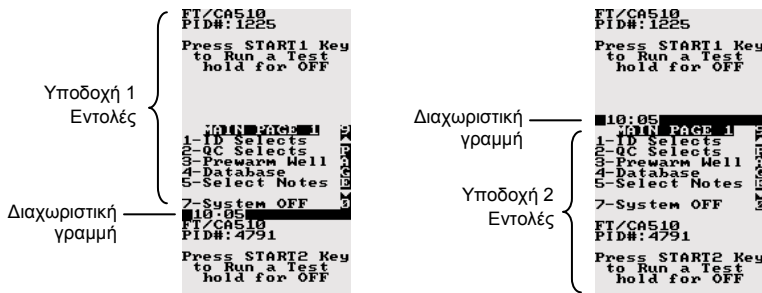 FT/CA510
PID#:1225
Press START1 Key
to Run a Test
hold for OFF
Υποδοχή 1
Εντολές
MAIN PAGE 1 9
1-ID Selects
2-QC Selects P
3-Prewarm Well A
4-Database G
5-Select Notes E
7-System OFF 0
Διαχωριστική
γραμμή
10:05
FT/CA510
PID#:4791
Press START2 Key
to Run a Test
hold for OFF
FT/CA510
PID#:1225
Press START1 Key
to Run a Test
hold for OFF
Διαχωριστική
γραμμή
10:05
MAIN PAGE 1 9
1-ID Selects
2-QC Selects P
3-Prewarm Well A
4-Database G
5-Select Notes E
7-System OFF 0
Υποδοχή 2
Εντολές
FT/CA510
PID#:4791
Press START2 Key
to Run a Test
hold for OFF